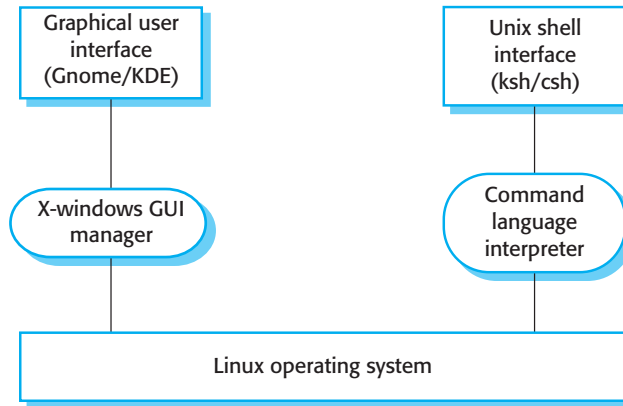 Graphical user
interface
(Gnome/KDE)
Unix shell
interface
(ksh/csh)
X-windows GUI
manager
Command
language
interpreter
Linux operating system